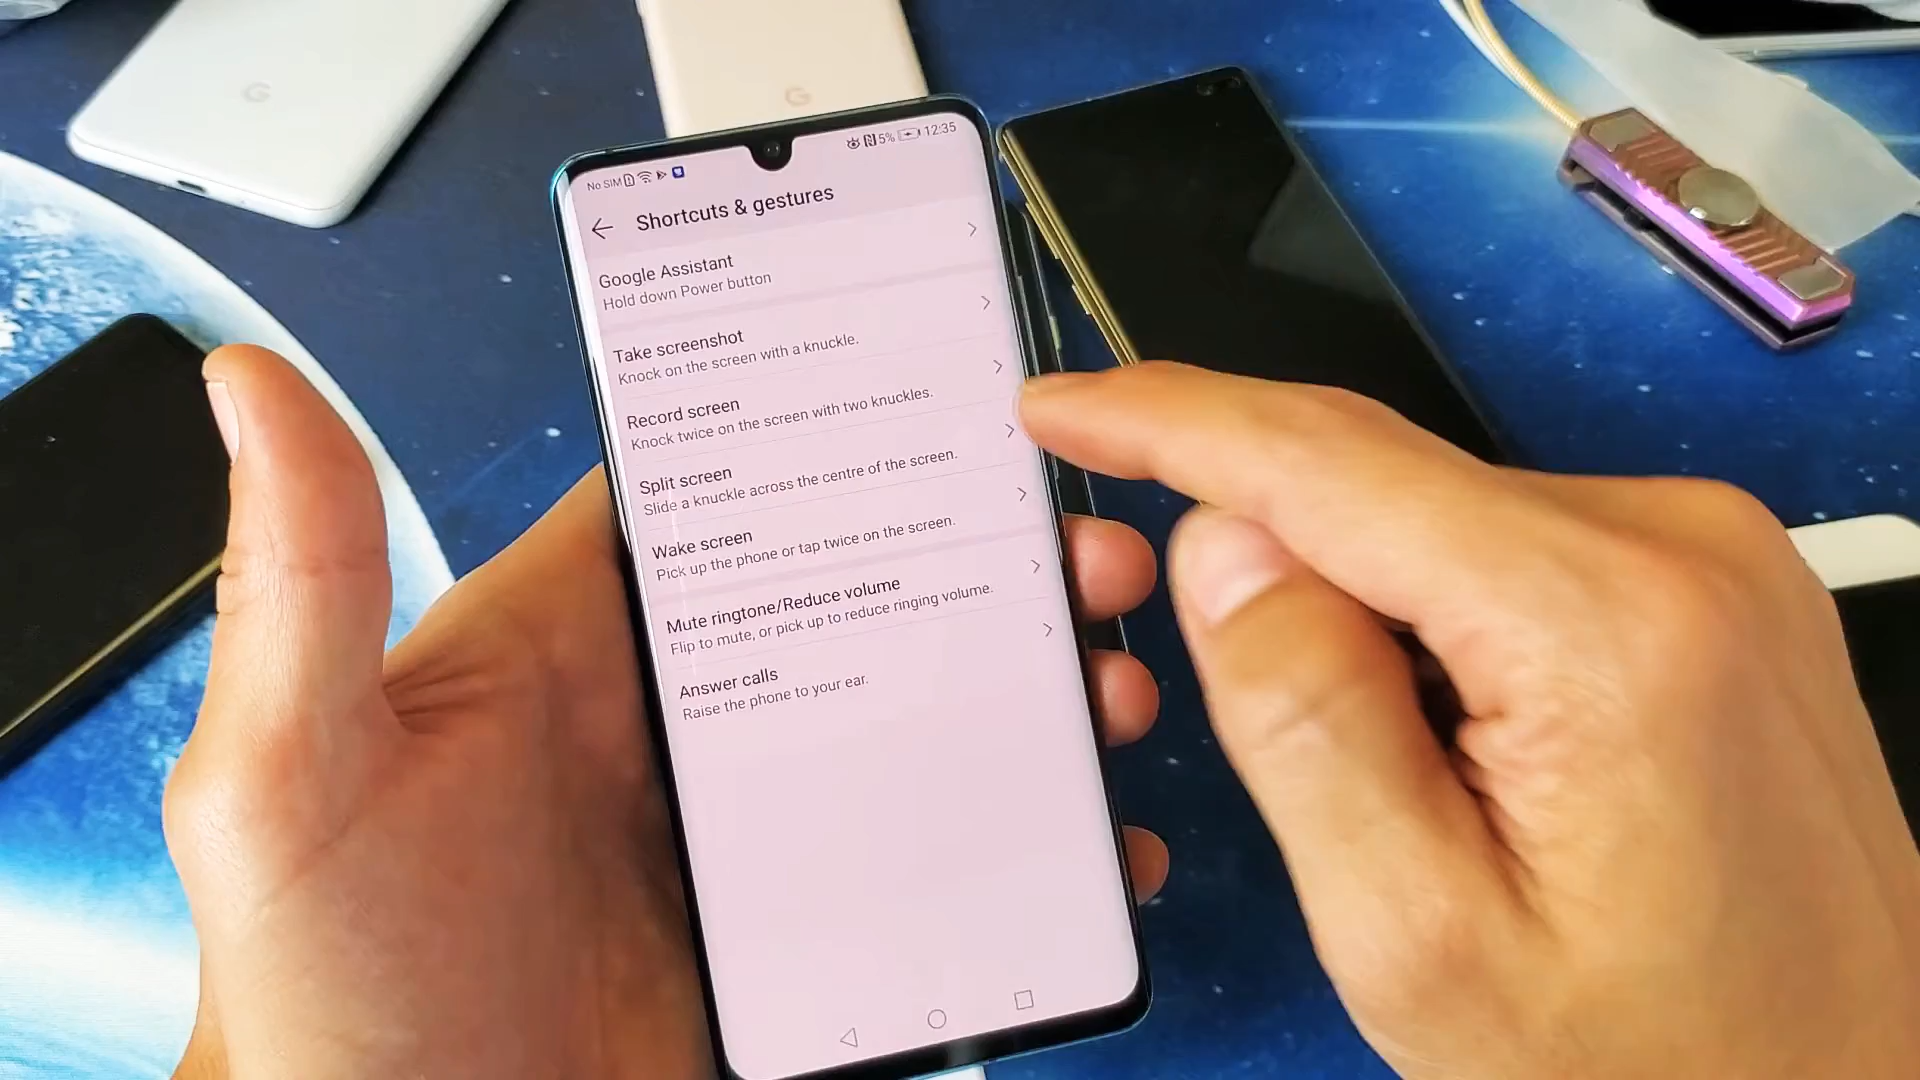 No SIM 5% 12:35
Shortcuts & gestures
Google Assistant
Hold down Power button
Take screenshot
Knock on the screen with a knuckle.
Record screen
Knock twice on the screen with two knuckles.
Split screen
Slide a knuckle across the centre of the screen.
Wake screen
Pick up the phone or tap twice on the screen.
Mute ringtone/Reduce volume
Flip to mute, or pick up to reduce ringing volume.
Answer calls
Raise the phone to your ear.
G
G